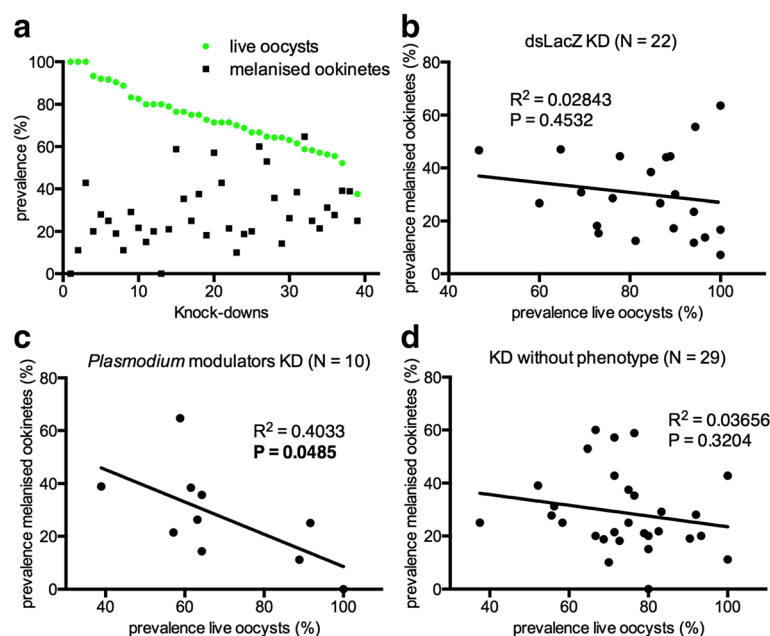 a
live oocysts
melanised ookinetes
prevalence (%)
100
80
60
40
20
0
0 10 20 30 40
Knock-downs
b
dsLacZ KD (N = 22)
R² = 0.02843
P = 0.4532
prevalence melanised ookinetes (%)
80
60
40
20
0
40 60 80 100
prevalence live oocysts (%)
c
Plasmodium modulators KD (N = 10)
R² = 0.4033
P = 0.0485
prevalence melanised ookinetes (%)
80
60
40
20
0
40 60 80 100
prevalence live oocysts (%)
d
KD without phenotype (N = 29)
R² = 0.03656
P = 0.3204
prevalence melanised ookinetes (%)
80
60
40
20
0
40 60 80 100
prevalence live oocysts (%)